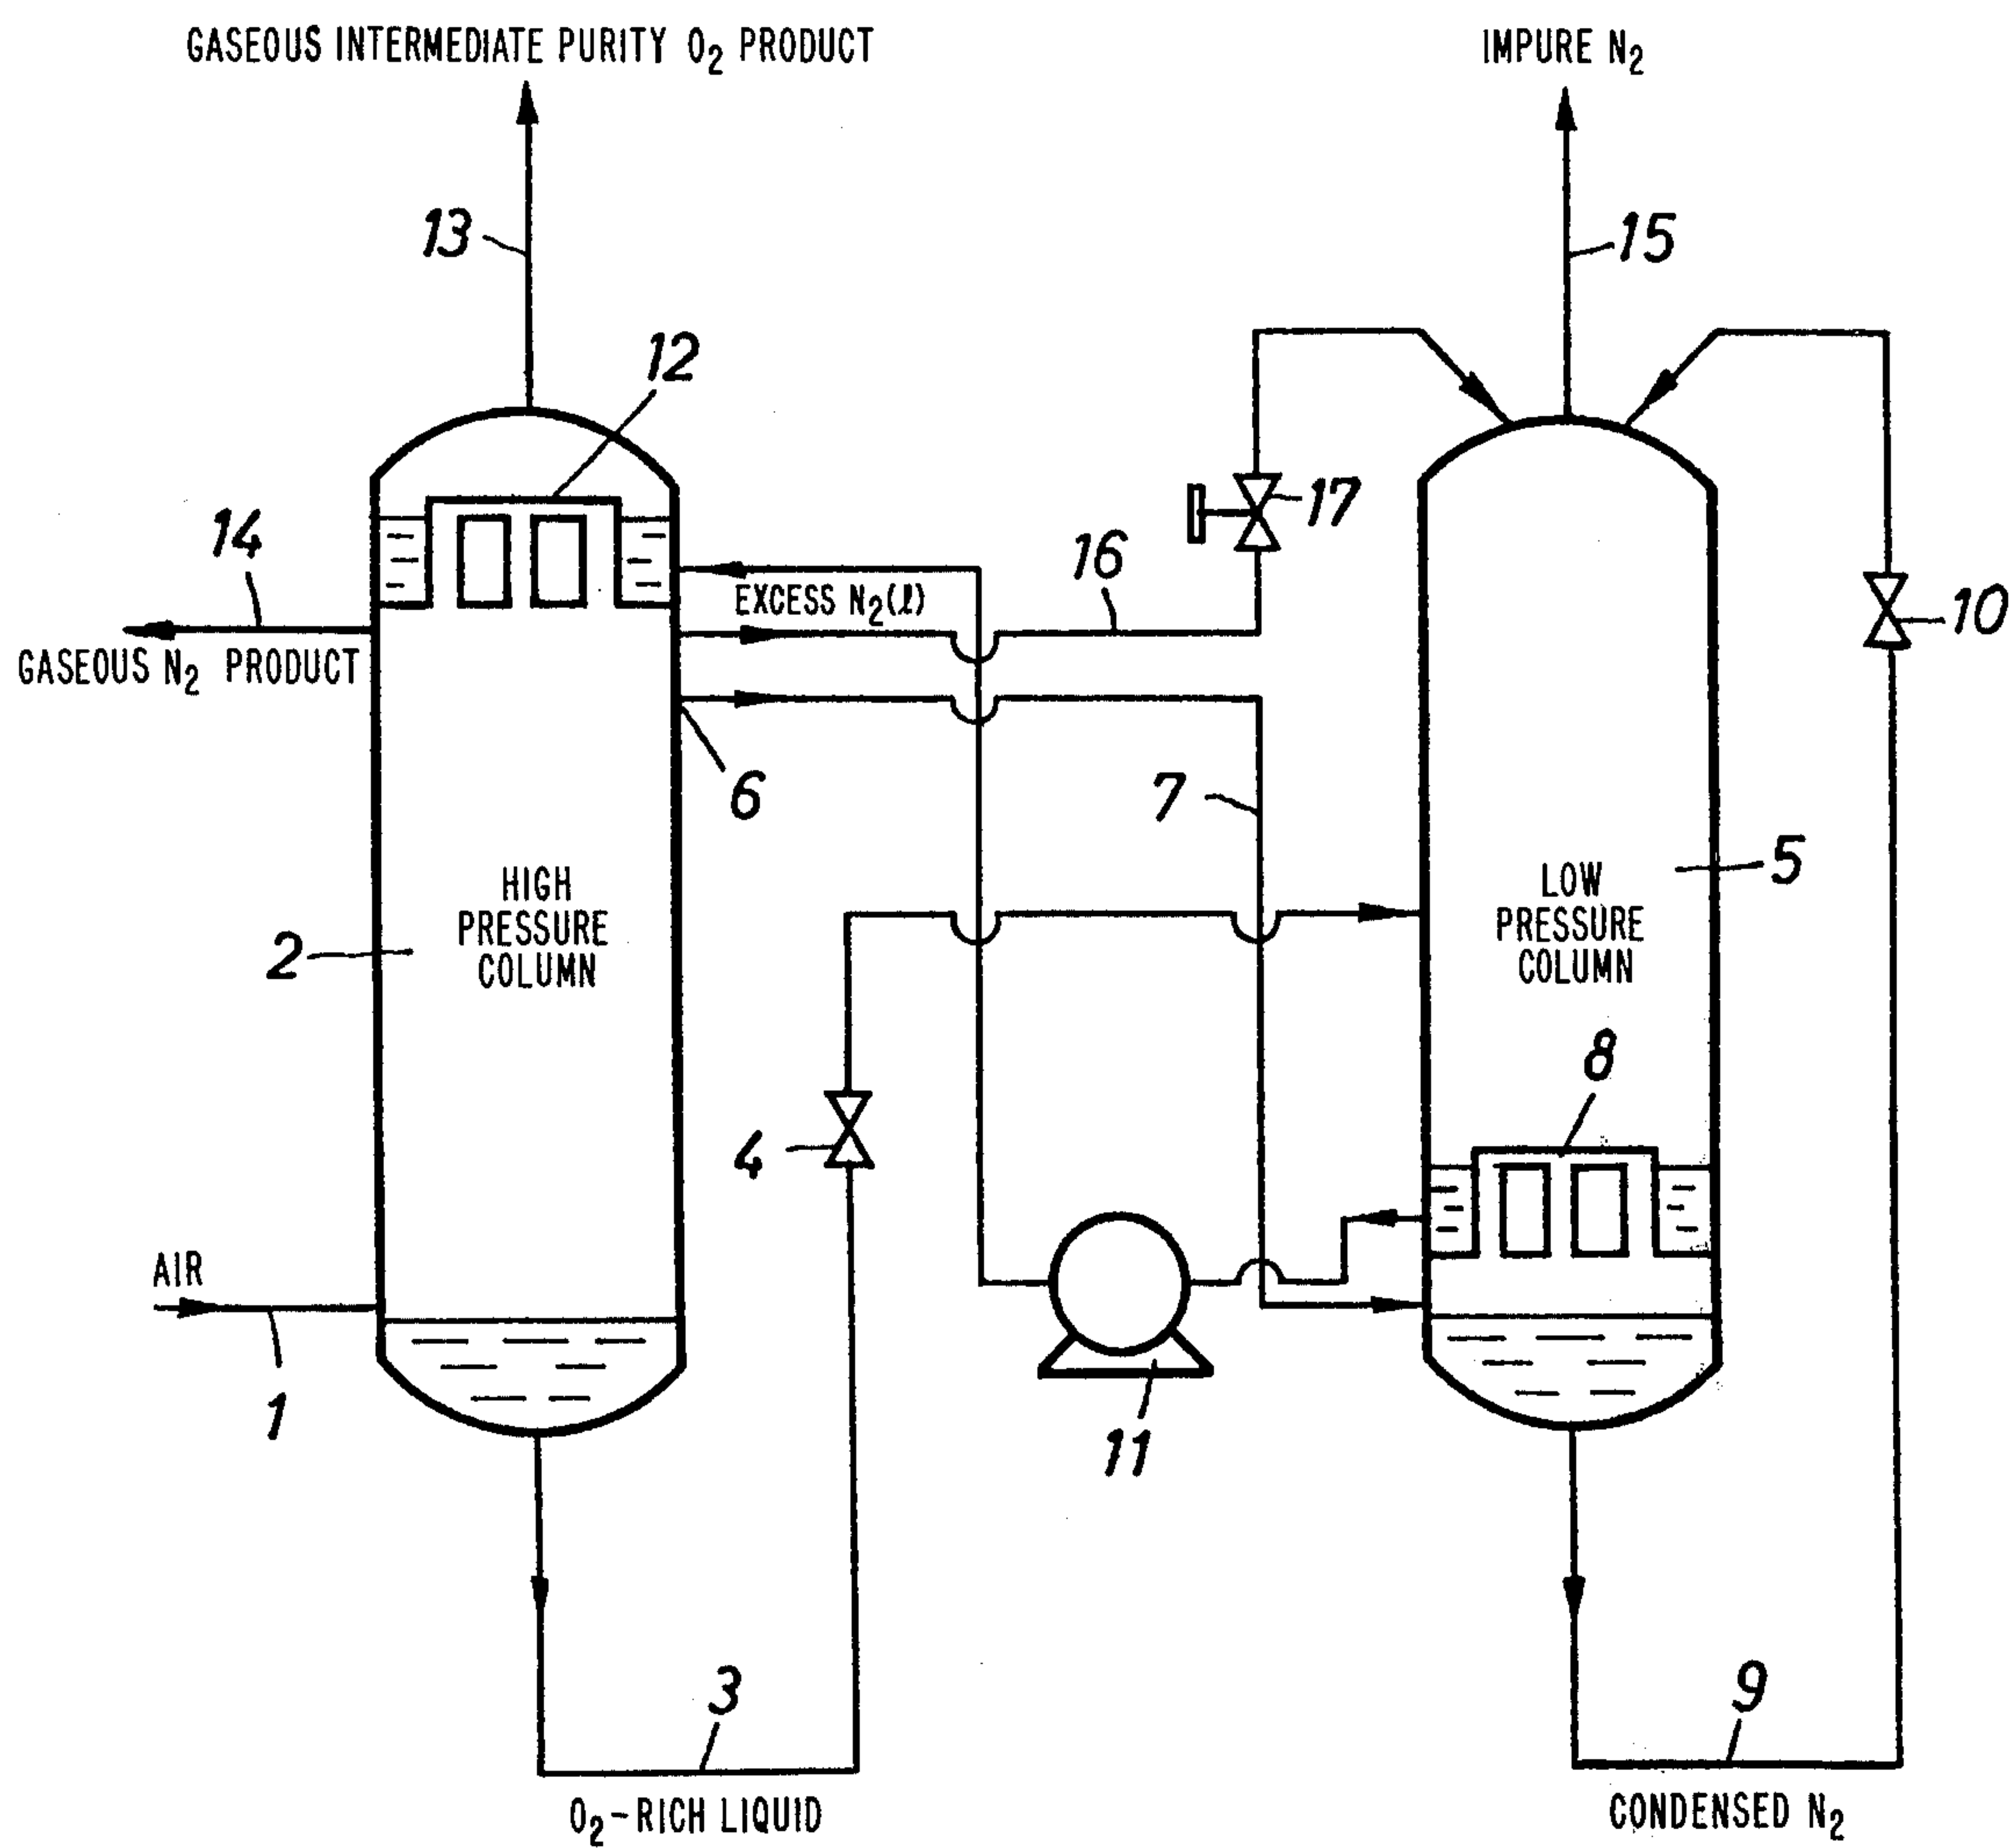 GASEOUS INTERMEDIATE PURITY O₂ PRODUCT
IMPURE N₂
13
15
12
17
14
16
EXCESS N₂(ℓ)
10
GASEOUS N₂ PRODUCT
6
7
HIGH
PRESSURE
COLUMN
2
LOW
PRESSURE
COLUMN
5
8
4
AIR
1
11
3
9
O₂-RICH LIQUID
CONDENSED N₂